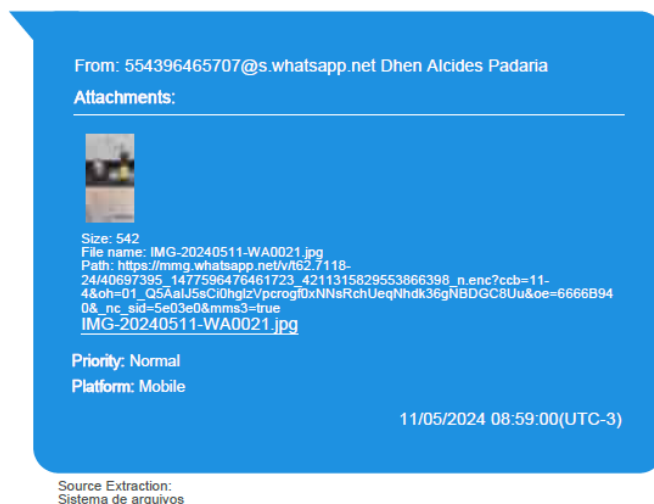 From: 554396465707@s.whatsapp.net Dhen Alcides Padaria
Attachments:
Size: 542
File name: IMG-20240511-WA0021.jpg
Path: https://mmg.whatsapp.net/v/t62.7118-
24/40697395_1477596476461723_4211315829553866398_n.enc?ccb=11-
4&oh=01_Q5AaIJ5sCi0hglzVpcrogf0xNNsRchUeqNhdk36gNBDGC8Uu&oe=6666B94
0&_nc_sid=5e03e0&mms3=true
IMG-20240511-WA0021.jpg
Priority: Normal
Platform: Mobile
11/05/2024 08:59:00(UTC-3)
Source Extraction:
Sistema de arquivos